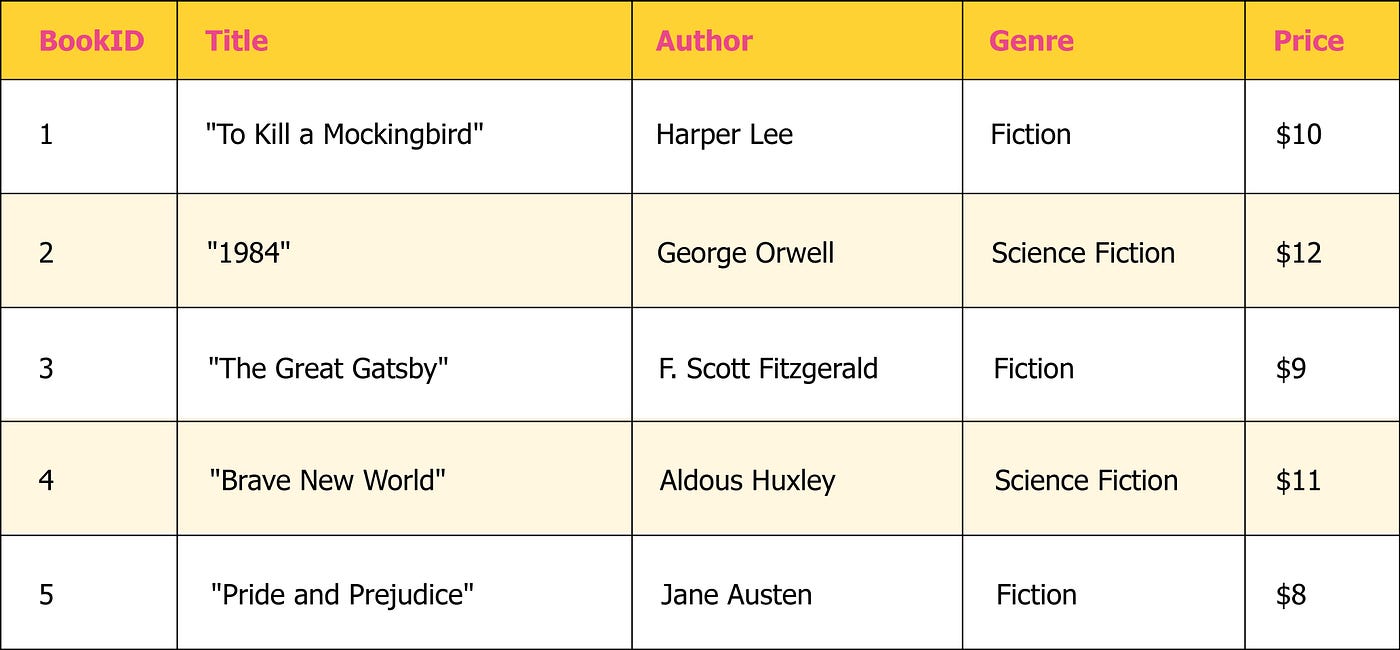 BookID Title Author Genre Price
1 "To Kill a Mockingbird" Harper Lee Fiction $10
2 "1984" George Orwell Science Fiction $12
3 "The Great Gatsby" F. Scott Fitzgerald Fiction $9
4 "Brave New World" Aldous Huxley Science Fiction $11
5 "Pride and Prejudice" Jane Austen Fiction $8